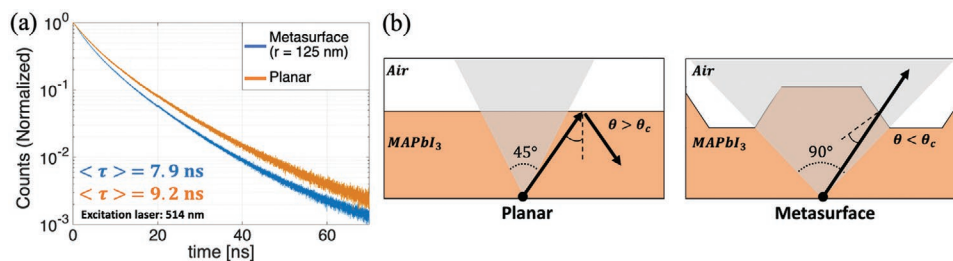 (a)
10⁰
10⁻¹
10⁻²
10⁻³
Counts (Normalized)
Metasurface
(r = 125 nm)
Planar
< τ > = 7.9 ns
< τ > = 9.2 ns
Excitation laser: 514 nm
0 20 40 60
time [ns]
(b)
Air
MAPbI₃
45°
θ > θc
Planar
Air
MAPbI₃
90°
θ < θc
Metasurface